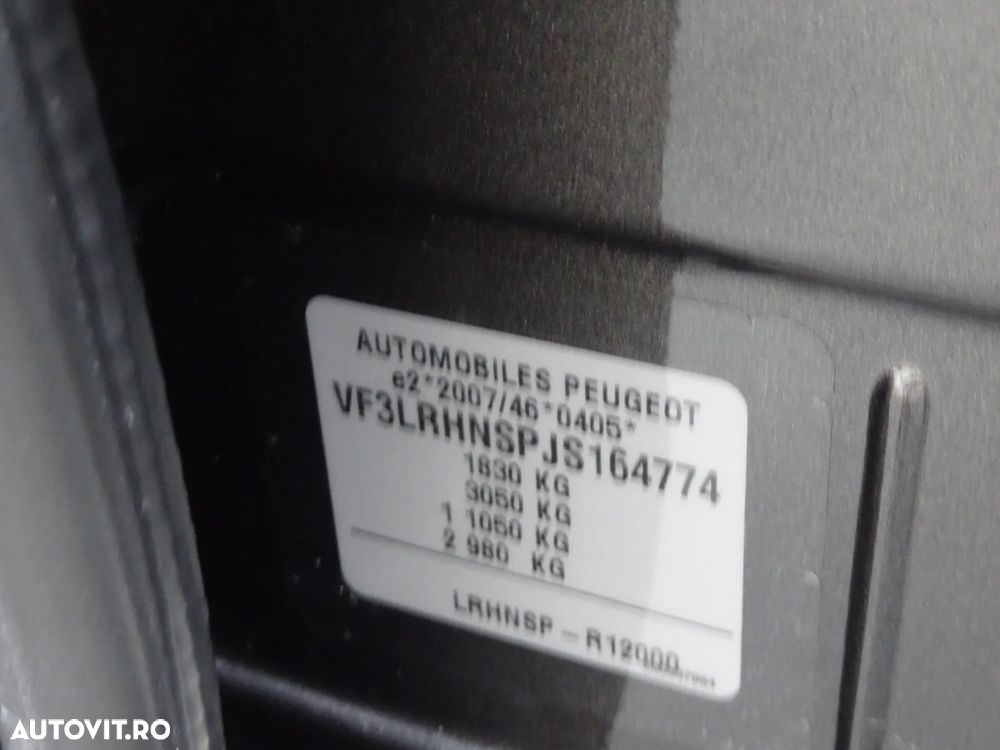 AUTOMOBILES PEUGEOT
e2*2007/46*0405*
VF3LRHNSPJS164774
1830 KG
3050 KG
1 1050 KG
2 980 KG
LRHNSP - R12000
AUTOVIT.RO